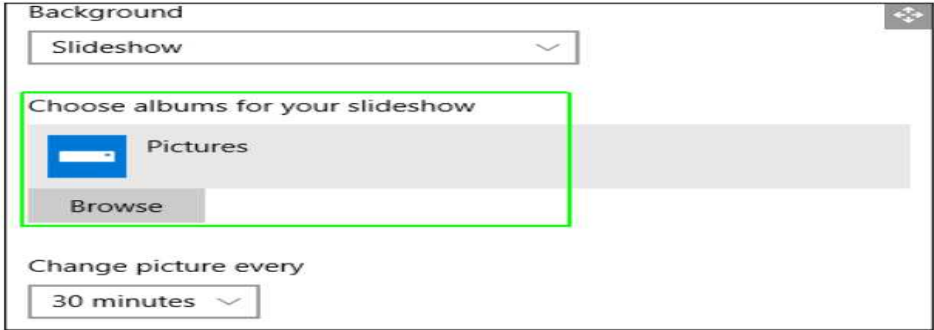 Background
Slideshow
Choose albums for your slideshow
Pictures
Browse
Change picture every
30 minutes